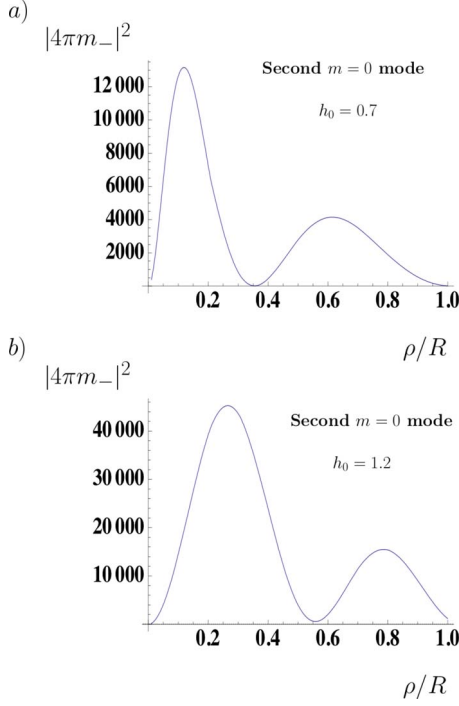 a)
|4πm₋|²
Second m = 0 mode
h₀ = 0.7
12 000
10 000
8000
6000
4000
2000
0.2 0.4 0.6 0.8 1.0
ρ/R
b)
|4πm₋|²
Second m = 0 mode
h₀ = 1.2
40 000
30 000
20 000
10 000
0.2 0.4 0.6 0.8 1.0
ρ/R